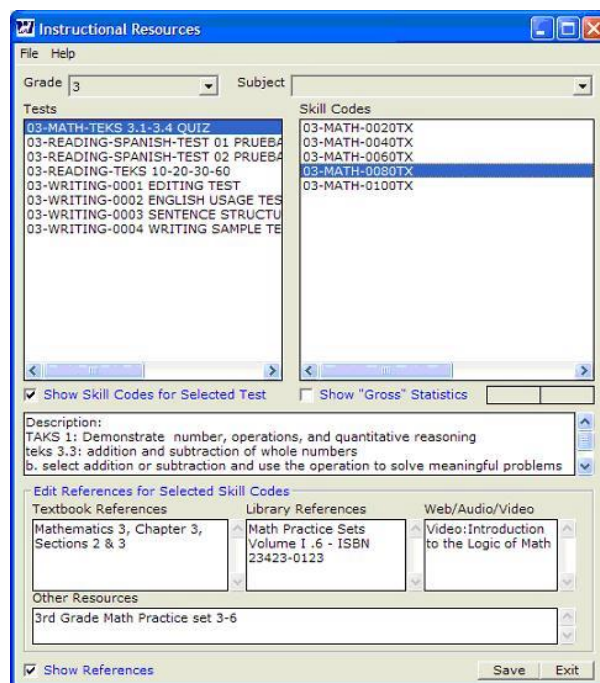 Instructional Resources
File Help
Grade 3 Subject
Tests
03-MATH-TEKS 3.1-3.4 QUIZ
03-READING-SPANISH-TEST 01 PRUEBA
03-READING-SPANISH-TEST 02 PRUEBA
03-READING-TEKS 10-20-30-60
03-WRITING-0001 EDITING TEST
03-WRITING-0002 ENGLISH USAGE TES
03-WRITING-0003 SENTENCE STRUCTU
03-WRITING-0004 WRITING SAMPLE TE
Skill Codes
03-MATH-0020TX
03-MATH-0040TX
03-MATH-0060TX
03-MATH-0080TX
03-MATH-0100TX
Show Skill Codes for Selected Test
Show "Gross" Statistics
Description:
TAKS 1: Demonstrate number, operations, and quantitative reasoning
teks 3.3: addition and subtraction of whole numbers
b. select addition or subtraction and use the operation to solve meaningful problems
Edit References for Selected Skill Codes
Textbook References
Mathematics 3, Chapter 3,
Sections 2 & 3
Library References
Math Practice Sets
Volume I .6 - ISBN
23423-0123
Web/Audio/Video
Video:Introduction
to the Logic of Math
Other Resources
3rd Grade Math Practice set 3-6
Show References
Save Exit